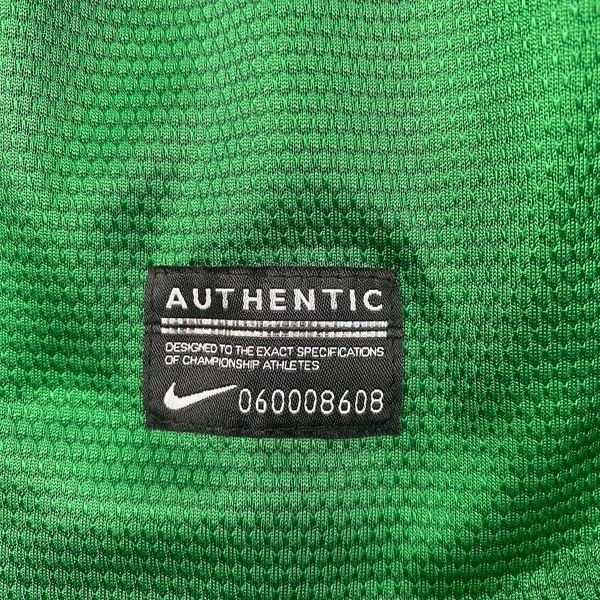 AUTHENTIC
DESIGNED TO THE EXACT SPECIFICATIONS
OF CHAMPIONSHIP ATHLETES
060008608